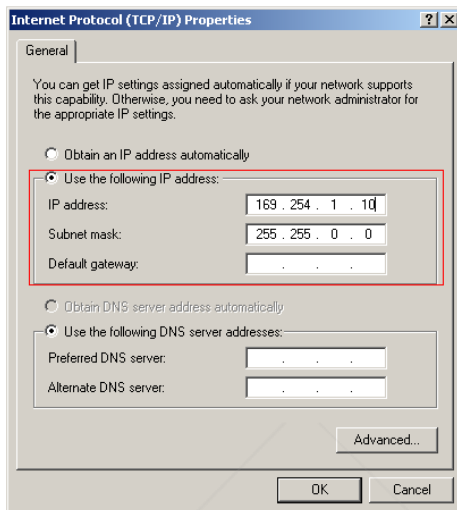 Internet Protocol (TCP/IP) Properties
General
You can get IP settings assigned automatically if your network supports
this capability. Otherwise, you need to ask your network administrator for
the appropriate IP settings.
Obtain an IP address automatically
Use the following IP address:
IP address: 169 . 254 . 1 . 10
Subnet mask: 255 . 255 . 0 . 0
Default gateway: . . .
Obtain DNS server address automatically
Use the following DNS server addresses:
Preferred DNS server: . . .
Alternate DNS server: . . .
Advanced...
OK Cancel